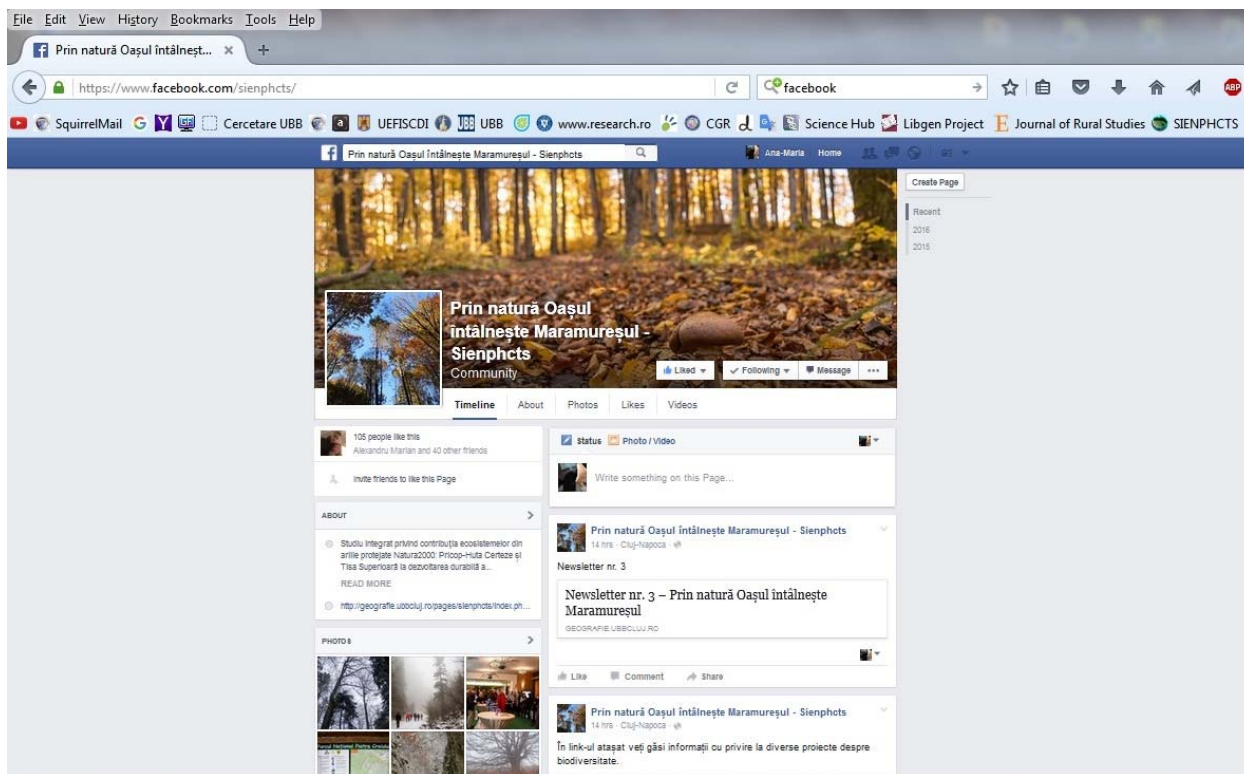 File Edit View History Bookmarks Tools Help
Prin natură Oașul întâlneșt... ×
+
https://www.facebook.com/sienphcts/
facebook
ABP
SquirrelMail
Cercetare UBB
UEFISCDI
UBB
www.research.ro
CGR
Science Hub
Libgen Project
Journal of Rural Studies
SIENPHCTS
Prin natură Oașul întâlnește Maramureșul - Sienphcts
Ana-Maria Home
Create Page
Recent
2016
2015
Prin natură Oașul
întâlnește Maramureșul -
Sienphcts
Community
Liked
Following
Message
Timeline About Photos Likes Videos
105 people like this
Alexandru Marian and 40 other friends
Invite friends to like this Page
ABOUT
Studiu integrat privind contribuția ecosistemelor din
ariile protejate Natura2000: Pricop-Huta Certeze și
Tisa Superioară la dezvoltarea durabilă a...
READ MORE
http://geografie.ubbcluj.ro/pages/sienphcts/index.ph...
PHOTOS
Status Photo / Video
Write something on this Page...
Prin natură Oașul întâlnește Maramureșul - Sienphcts
14 hrs · Cluj-Napoca ·
Newsletter nr. 3
Newsletter nr. 3 – Prin natură Oașul întâlnește
Maramureșul
GEOGRAFIE.UBBCLUJ.RO
Like Comment Share
Prin natură Oașul întâlnește Maramureșul - Sienphcts
14 hrs · Cluj-Napoca ·
În link-ul atașat veți găsi informații cu privire la diverse proiecte despre
biodiversitate.